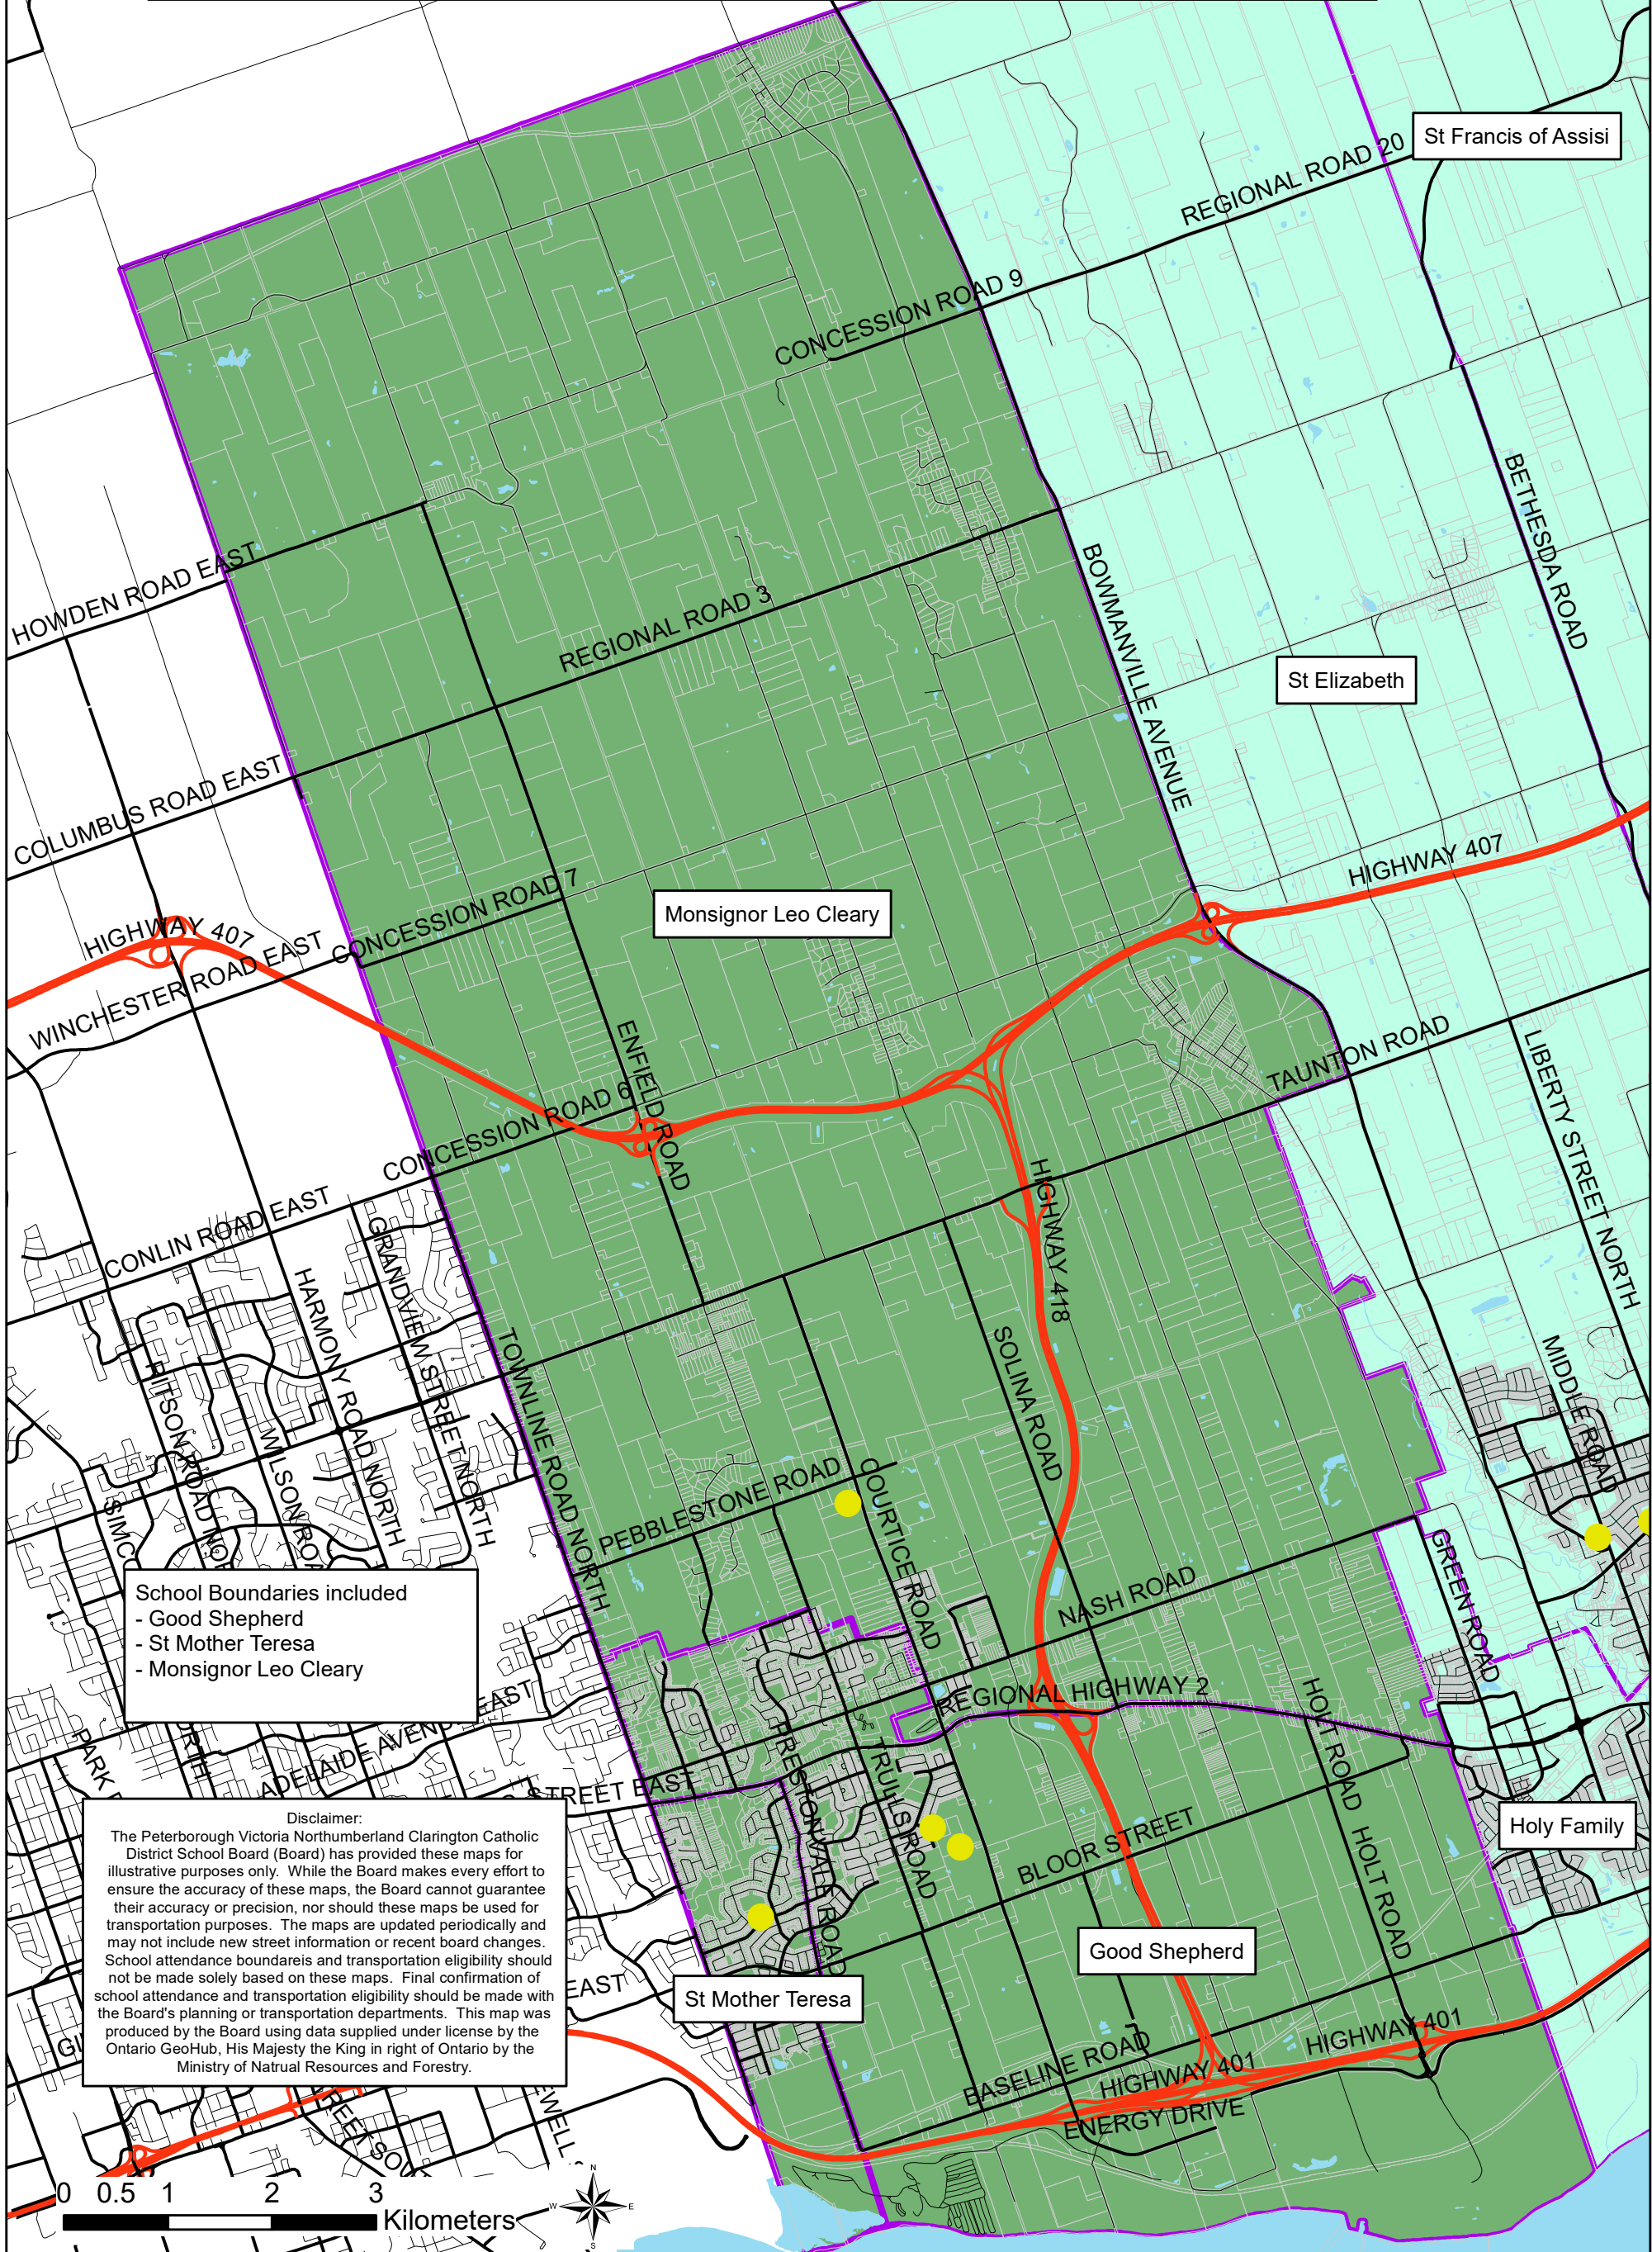 St Francis of Assisi
REGIONAL ROAD 20
CONCESSION ROAD 9
BETHESDA ROAD
HOWDEN ROAD EAST
BOWMANVILLE AVENUE
REGIONAL ROAD 3
St Elizabeth
COLUMBUS ROAD EAST
HIGHWAY 407
CONCESSION ROAD 7
Monsignor Leo Cleary
HIGHWAY 407
WINCHESTER ROAD EAST
ENFIELD ROAD
TAUNTON ROAD
LIBERTY STREET NORTH
CONCESSION ROAD 6
HIGHWAY 418
CONLIN ROAD EAST
GRANDVIEW STREET NORTH
HARMONY ROAD NORTH
TOWNLINE ROAD NORTH
SOLINA ROAD
MIDDLE ROAD
RITSON ROAD NORTH
WILSON ROA
SIMC
PEBBLESTONE ROAD
COURTICE ROAD
GREEN ROAD
NASH ROAD
School Boundaries included
- Good Shepherd
- St Mother Teresa
- Monsignor Leo Cleary
REGIONAL HIGHWAY 2
HOLT ROAD
PARK
ADELAIDE AVENUE EAST
STREET EAST
PRESTONVALE ROAD
TRULLS ROAD
BLOOR STREET
HOLT ROAD
Holy Family
Disclaimer:
The Peterborough Victoria Northumberland Clarington Catholic
District School Board (Board) has provided these maps for
illustrative purposes only. While the Board makes every effort to
ensure the accuracy of these maps, the Board cannot guarantee
their accuracy or precision, nor should these maps be used for
transportation purposes. The maps are updated periodically and
may not include new street information or recent board changes.
School attendance boundareis and transportation eligibility should
not be made solely based on these maps. Final confirmation of
school attendance and transportation eligibility should be made with
the Board's planning or transportation departments. This map was
produced by the Board using data supplied under license by the
Ontario GeoHub, His Majesty the King in right of Ontario by the
Ministry of Natrual Resources and Forestry.
EAST
Good Shepherd
St Mother Teresa
GI
BASELINE ROAD
HIGHWAY 401
HIGHWAY 401
ENERGY DRIVE
0 0.5 1 2 3
Kilometers
N
W E
S